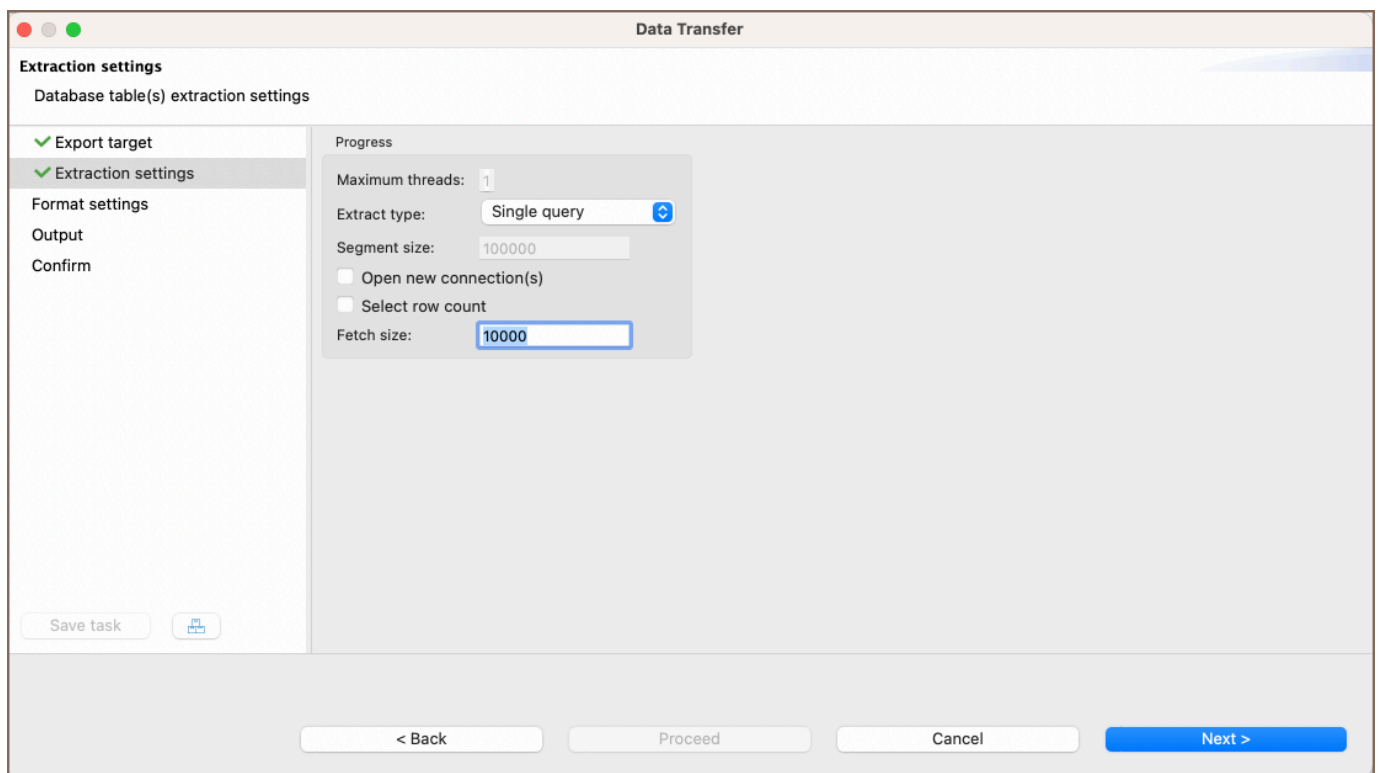 Data Transfer
Extraction settings
Database table(s) extraction settings
Export target
Extraction settings
Format settings
Output
Confirm
Progress
Maximum threads: 1
Extract type: Single query
Segment size: 100000
Open new connection(s)
Select row count
Fetch size: 10000
Save task
< Back Proceed Cancel Next >